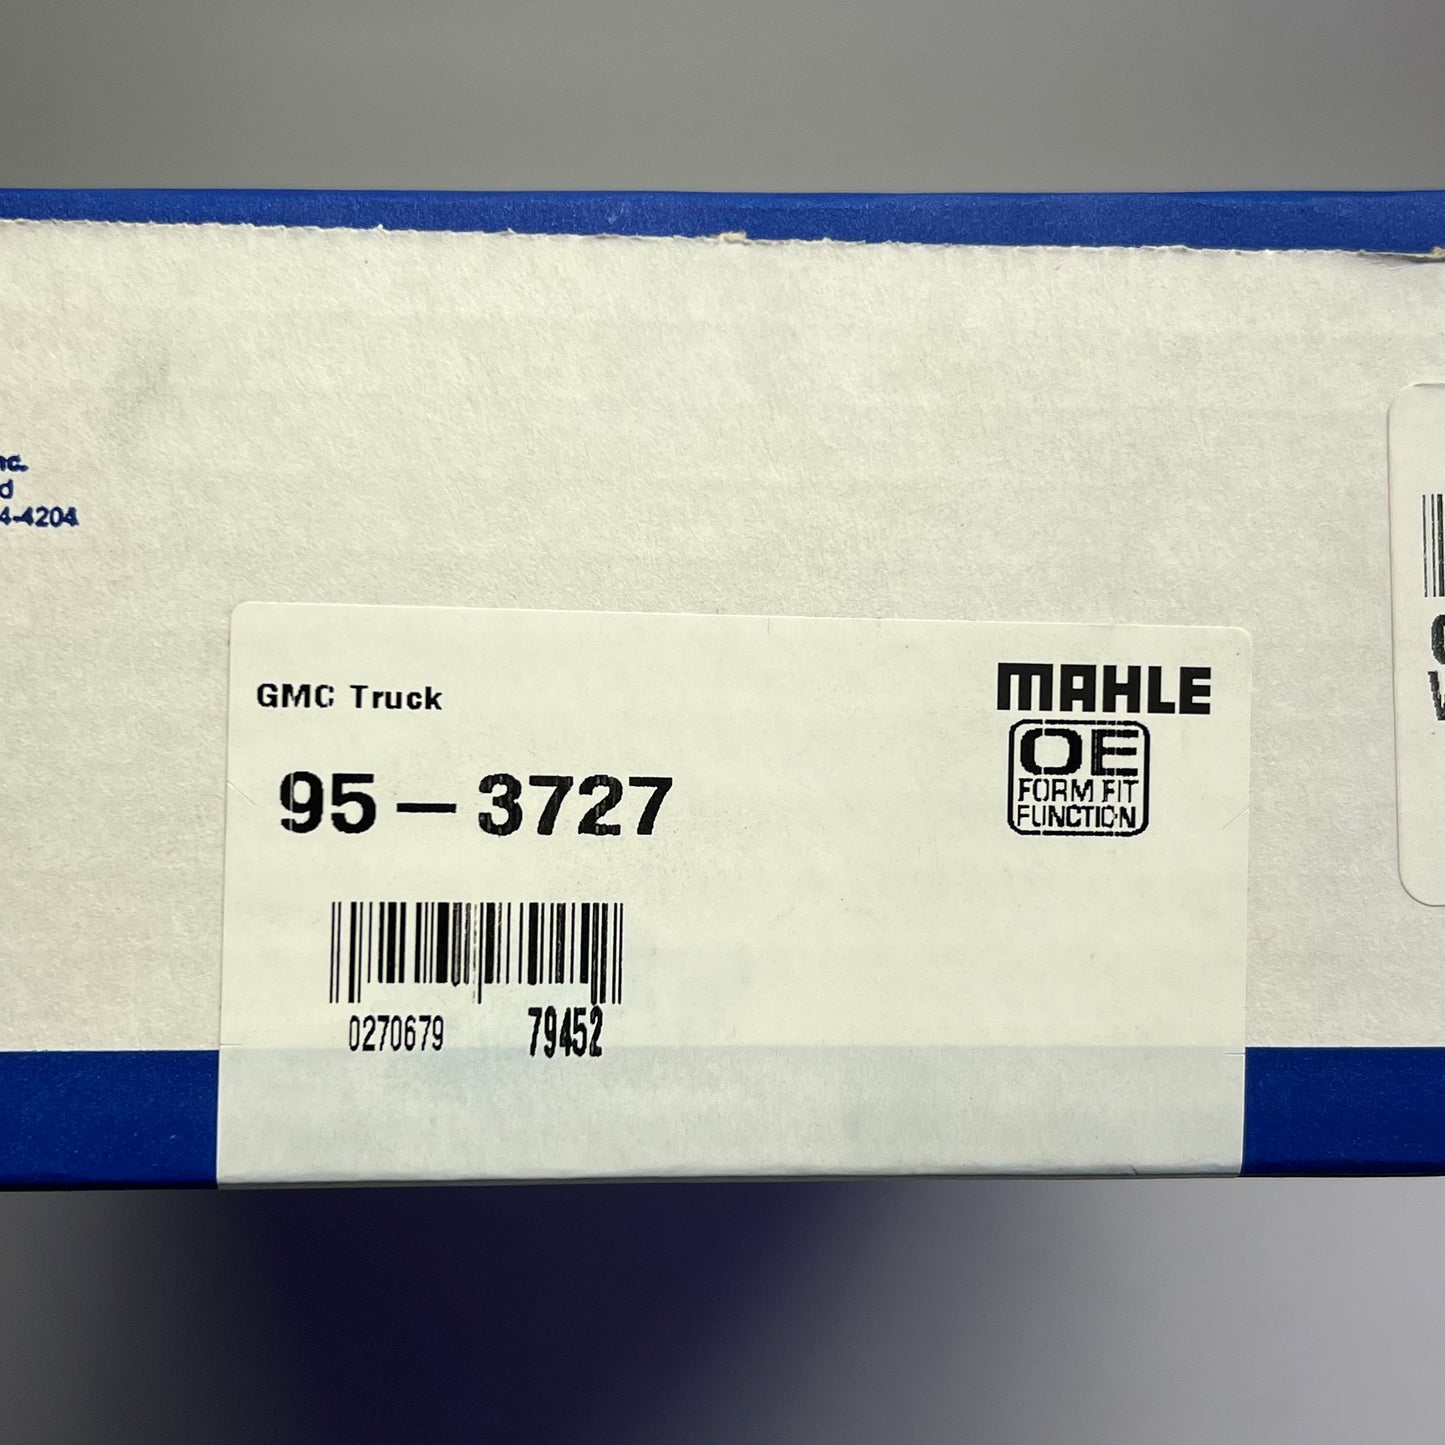 nc.
d
4-4204
GMC Truck
MAHLE
OE
FORM FIT
FUNCTION
95-3727
0270679 79452